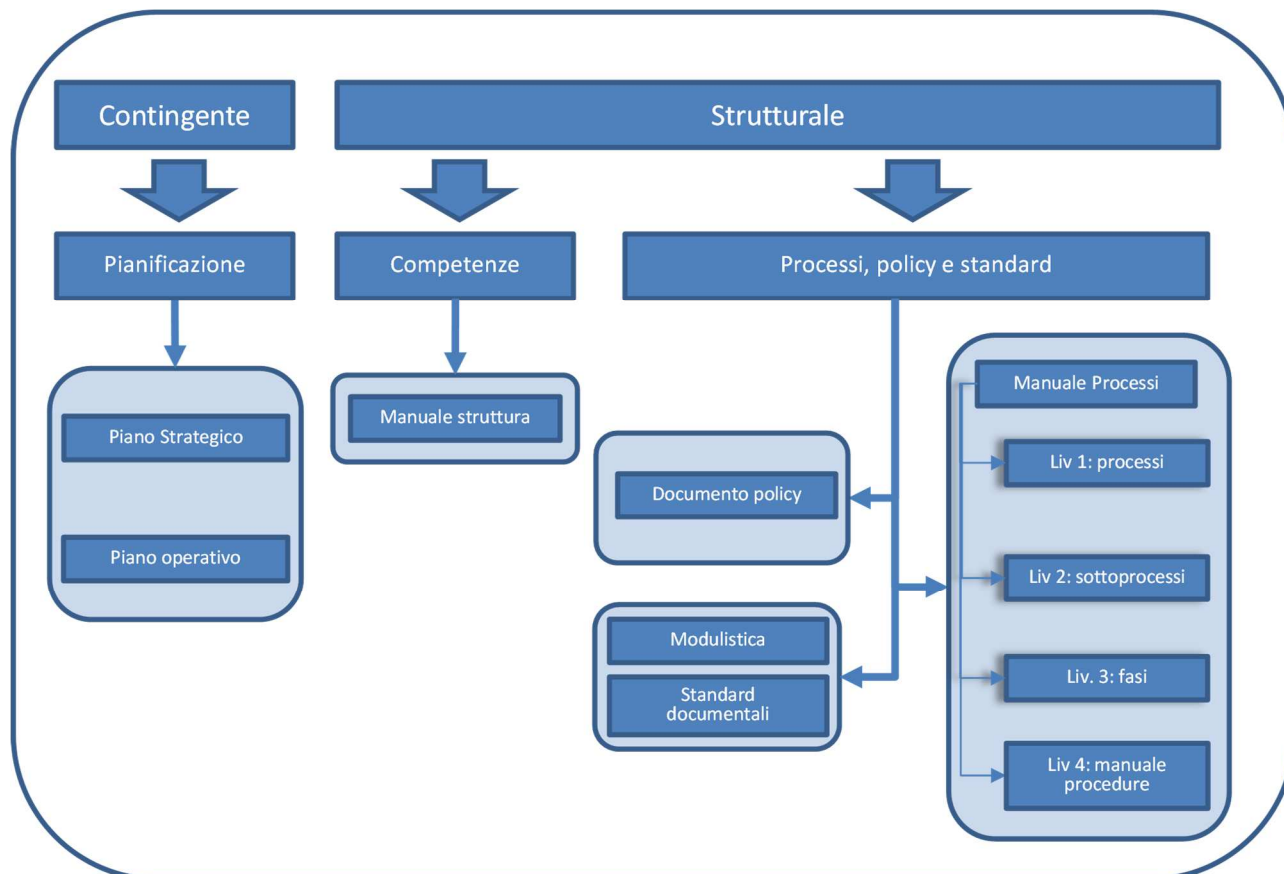 Contingente
Strutturale
Pianificazione
Competenze
Processi, policy e standard
Piano Strategico
Piano operativo
Manuale struttura
Documento policy
Modulistica
Standard
documentali
Manuale Processi
Liv 1: processi
Liv 2: sottoprocessi
Liv. 3: fasi
Liv 4: manuale
procedure